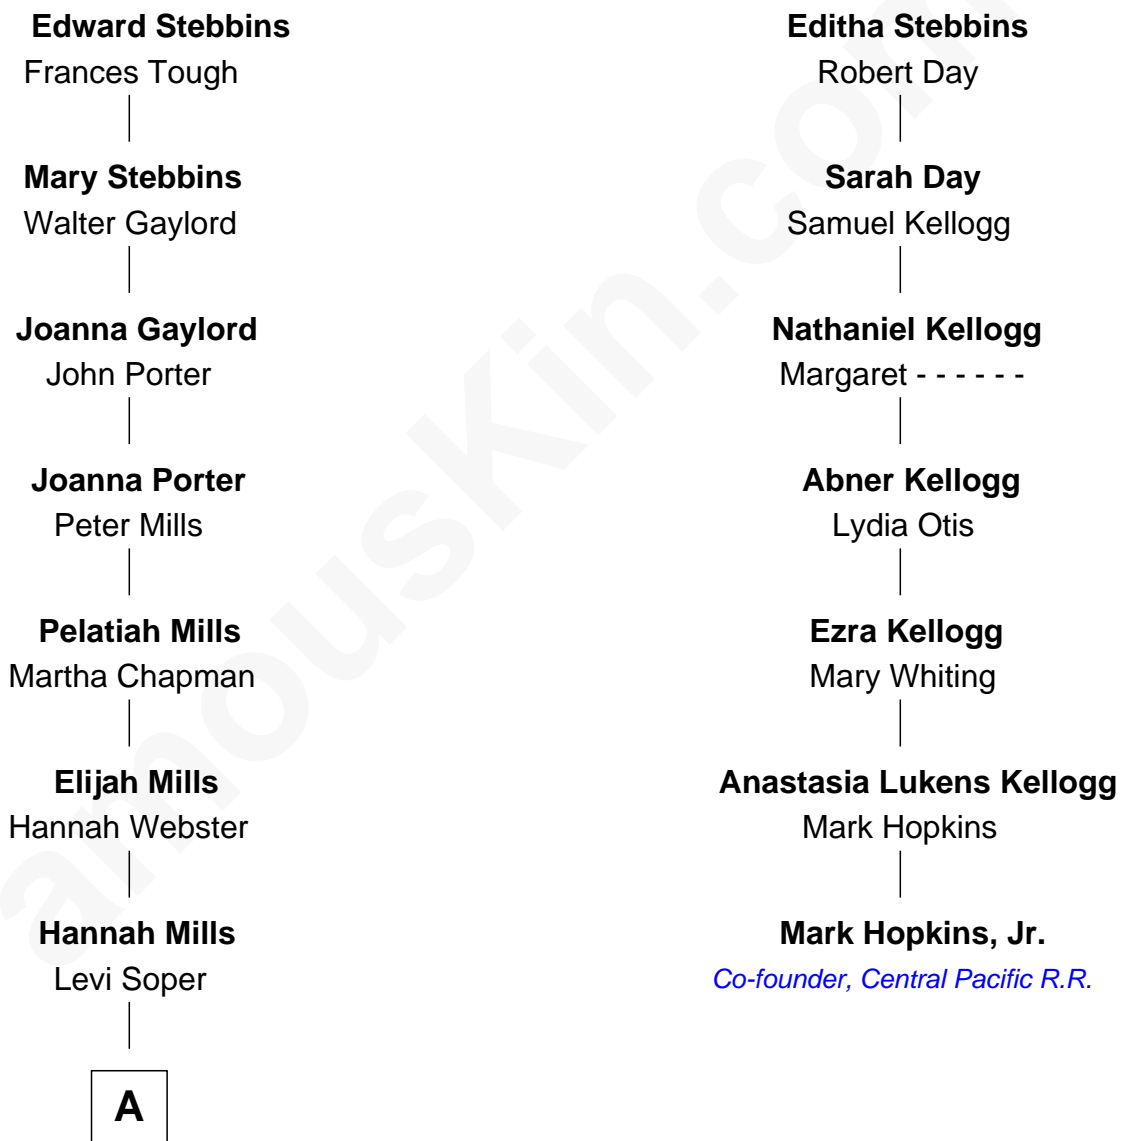 Edward Stebbins
Frances Tough
Mary Stebbins
Walter Gaylord
Joanna Gaylord
John Porter
Joanna Porter
Peter Mills
Pelatiah Mills
Martha Chapman
Elijah Mills
Hannah Webster
Hannah Mills
Levi Soper
A
Editha Stebbins
Robert Day
Sarah Day
Samuel Kellogg
Nathaniel Kellogg
Margaret - - - - - -
Abner Kellogg
Lydia Otis
Ezra Kellogg
Mary Whiting
Anastasia Lukens Kellogg
Mark Hopkins
Mark Hopkins, Jr.
Co-founder, Central Pacific R.R.
amouskin.com